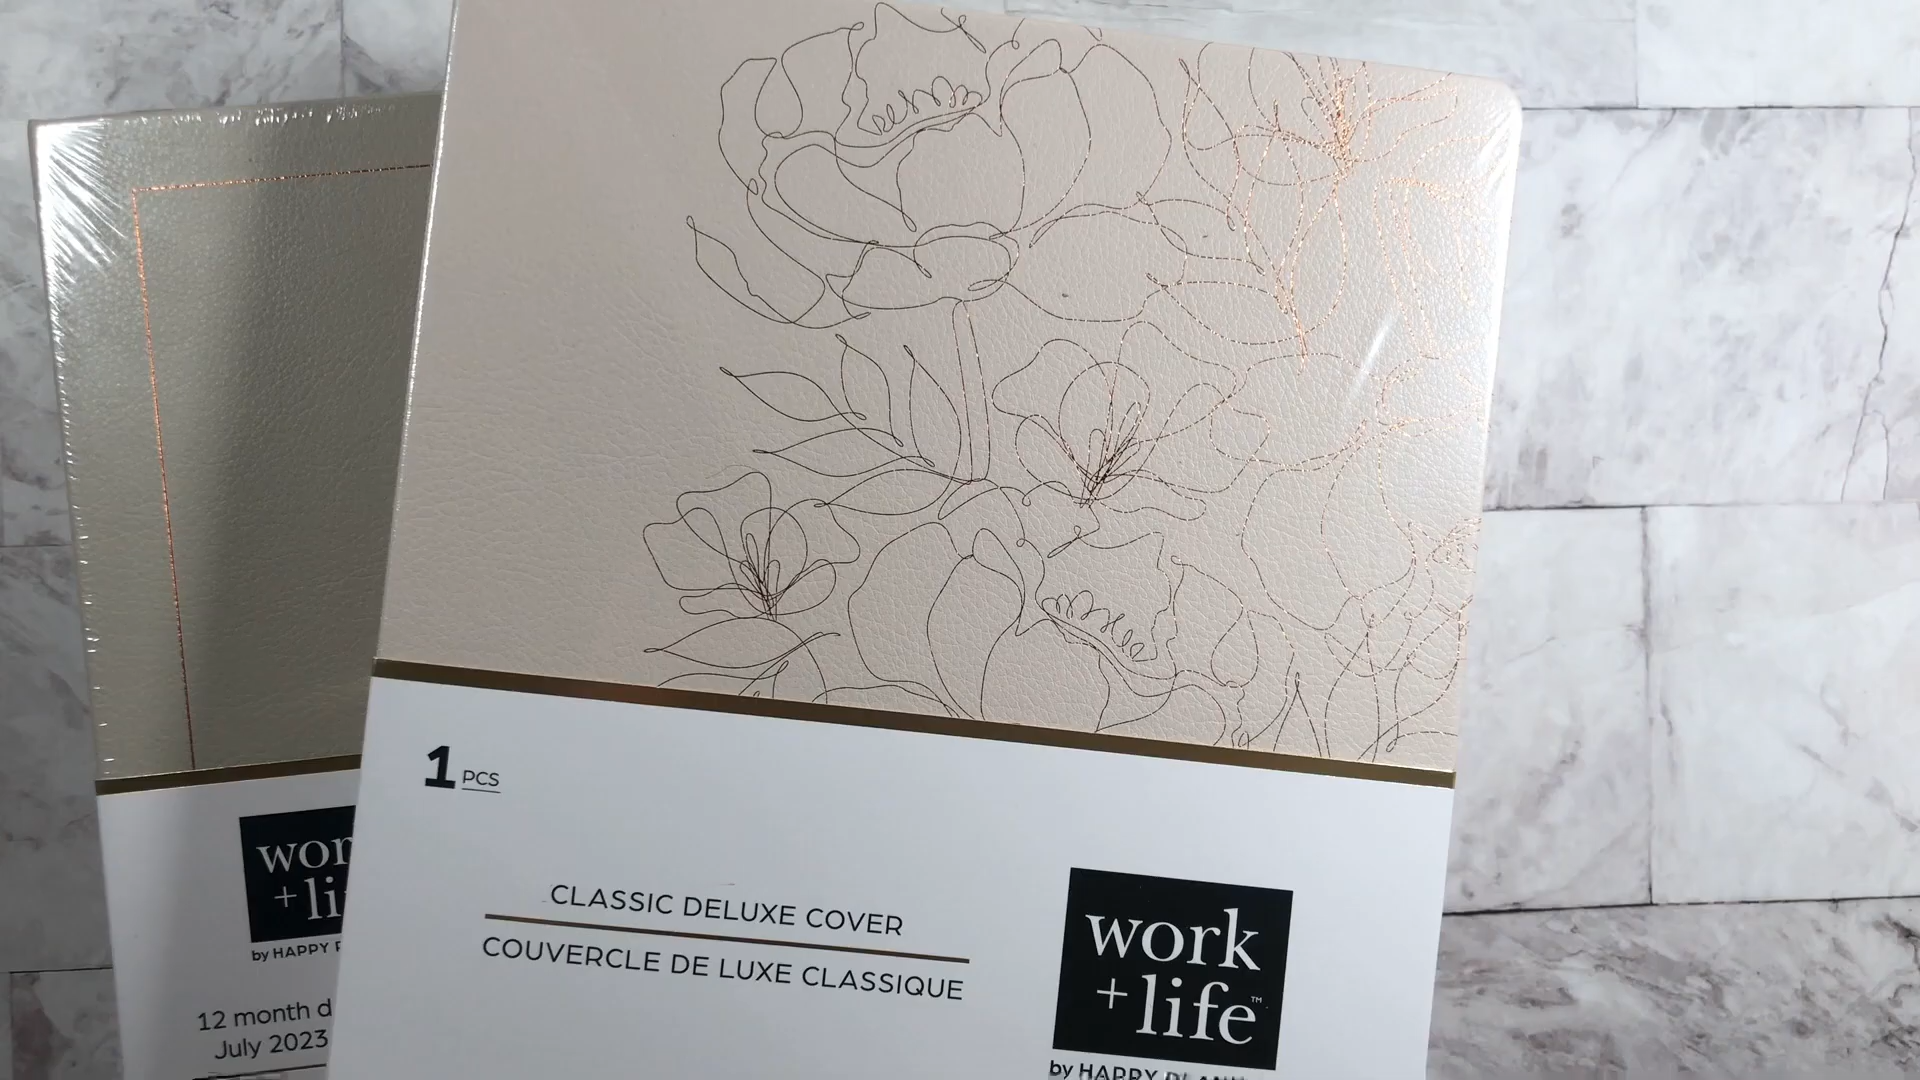 1 PCS
CLASSIC DELUXE COVER
COUVERCLE DE LUXE CLASSIQUE
work
+ life™
by HAPPY
wor
+ li
by HAPPY
12 month d
July 2023